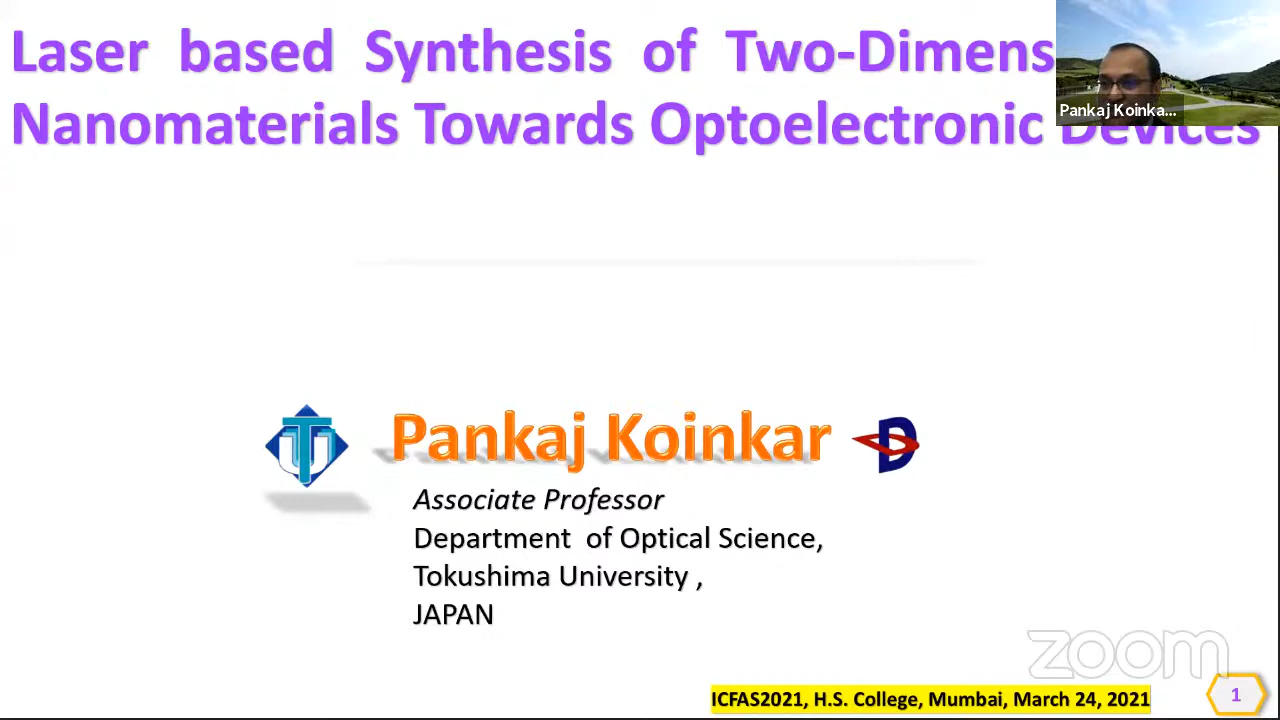 Laser based Synthesis of Two-Dimens
Nanomaterials Towards Optoelectronic Devices
Pankaj Koinka...
Pankaj Koinkar
Associate Professor
Department of Optical Science,
Tokushima University ,
JAPAN
zoom
ICFAS2021, H.S. College, Mumbai, March 24, 2021
1